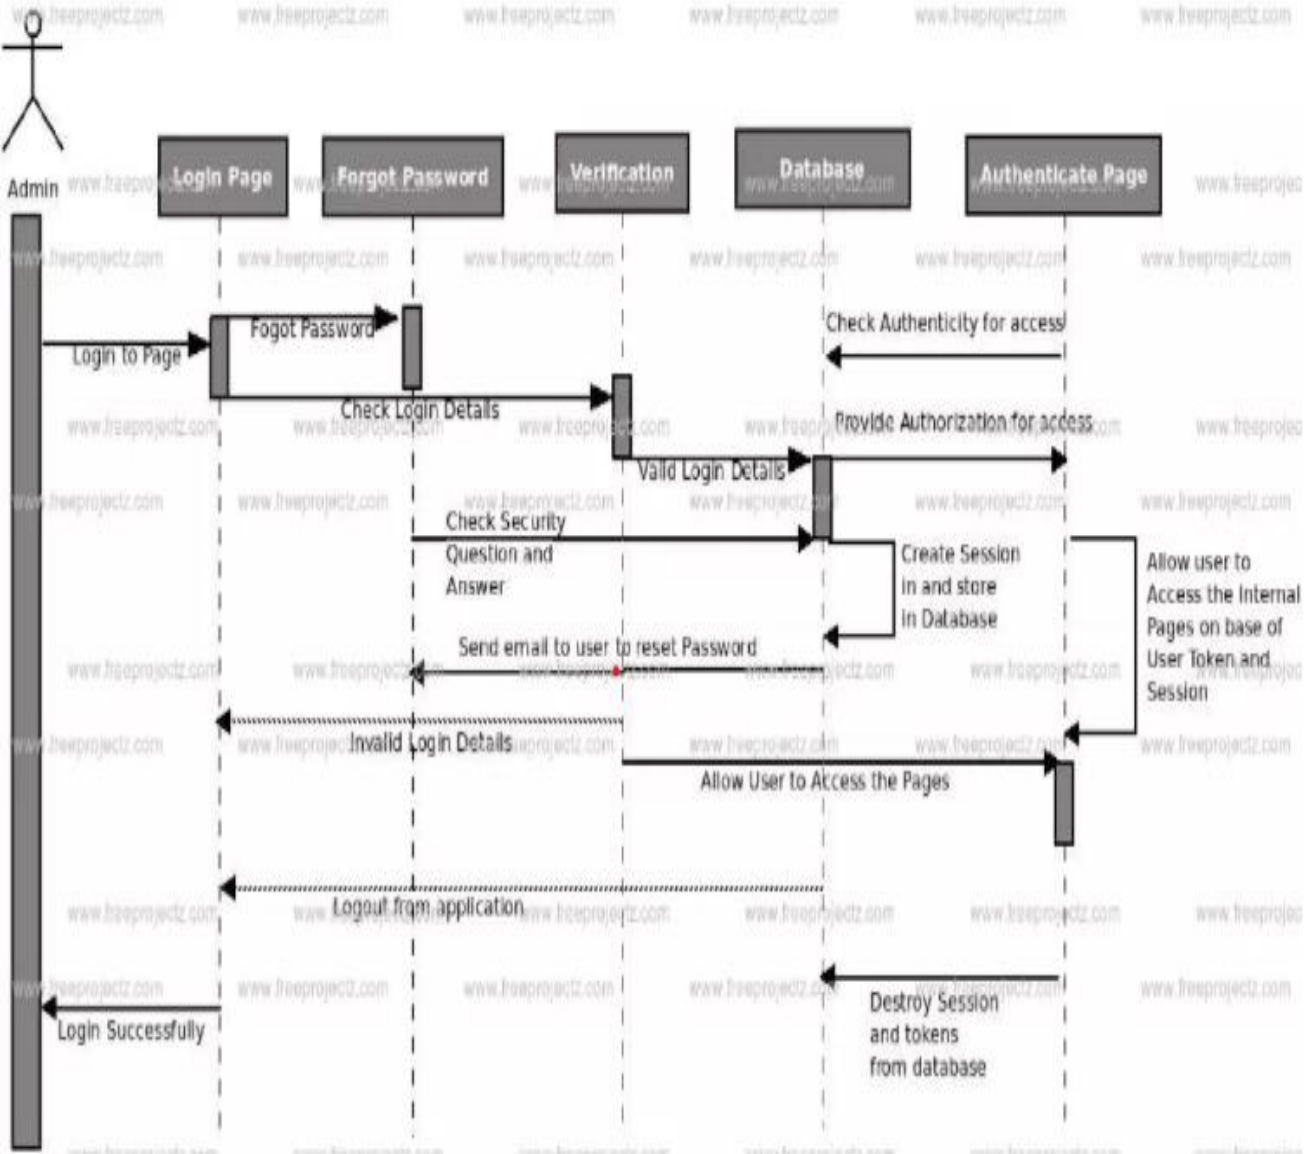 www.freeprojectz.com
Admin
Login Page
Forgot Password
Verification
Database
Authenticate Page
Fogot Password
Login to Page
Check Authenticity for access
Check Login Details
Provide Authorization for access
Valid Login Details
Check Security
Question and
Answer
Create Session
in and store
in Database
Allow user to
Access the Internal
Pages on base of
User Token and
Session
Send email to user to reset Password
Invalid Login Details
Allow User to Access the Pages
Logout from application
Destroy Session
and tokens
from database
Login Successfully